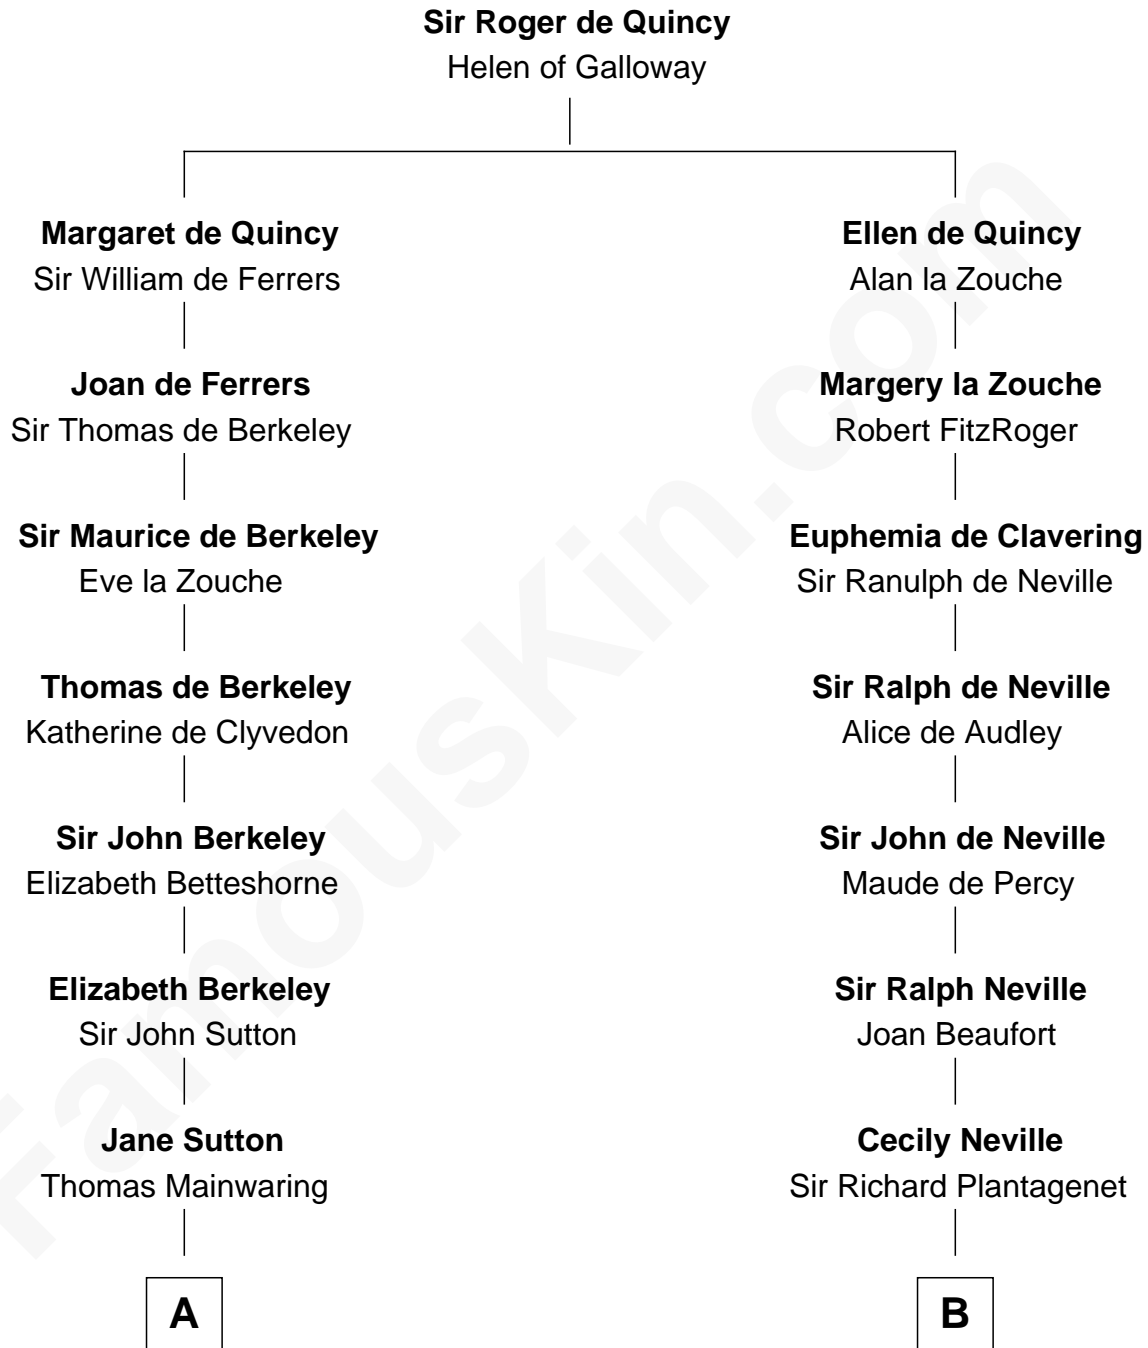 Sir Roger de Quincy
Helen of Galloway
Margaret de Quincy
Sir William de Ferrers
Ellen de Quincy
Alan la Zouche
Joan de Ferrers
Sir Thomas de Berkeley
Margery la Zouche
Robert FitzRoger
Sir Maurice de Berkeley
Eve la Zouche
Euphemia de Clavering
Sir Ranulph de Neville
Thomas de Berkeley
Katherine de Clyvedon
Sir Ralph de Neville
Alice de Audley
Sir John Berkeley
Elizabeth Betteshorne
Sir John de Neville
Maude de Percy
Elizabeth Berkeley
Sir John Sutton
Sir Ralph Neville
Joan Beaufort
Jane Sutton
Thomas Mainwaring
Cecily Neville
Sir Richard Plantagenet
A
B
FamousKin.com